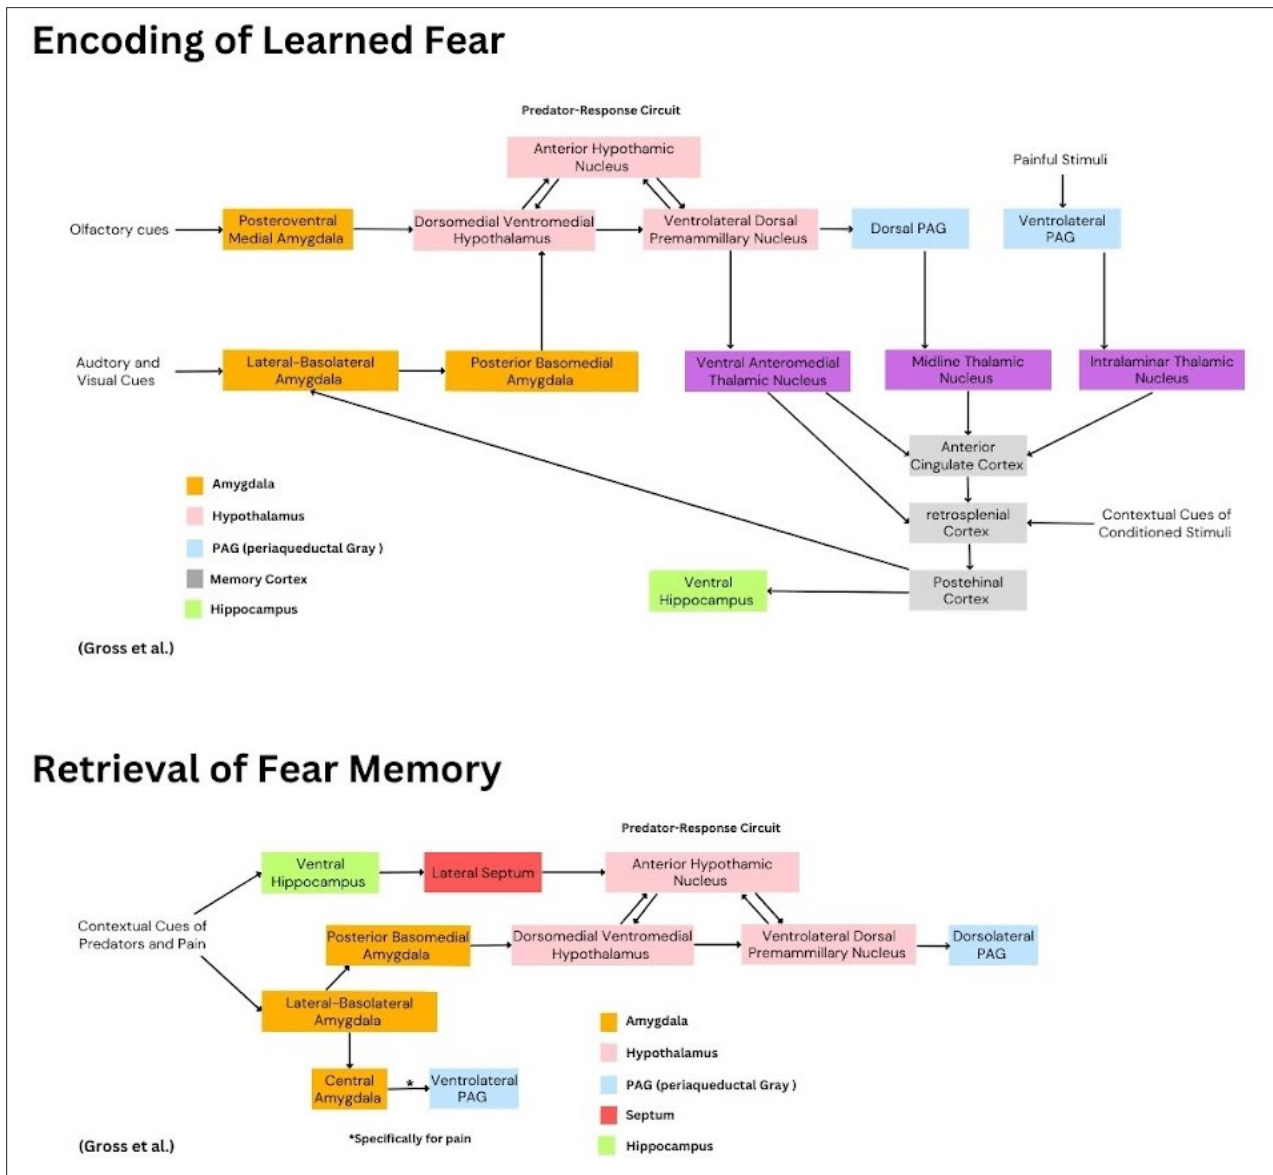 Encoding of Learned Fear
Predator-Response Circuit
Anterior Hypothamic
Nucleus
Painful Stimuli
Olfactory cues
Posteroventral
Medial Amygdala
Dorsomedial Ventromedial
Hypothalamus
Ventrolateral Dorsal
Premammillary Nucleus
Dorsal PAG
Ventrolateral
PAG
Audtory and
Visual Cues
Lateral-Basolateral
Amygdala
Posterior Basomedial
Amygdala
Ventral Anteromedial
Thalamic Nucleus
Midline Thalamic
Nucleus
Intralaminar Thalamic
Nucleus
Anterior
Cingulate Cortex
retrosplenial
Cortex
Contextual Cues of
Conditioned Stimuli
Postehinal
Cortex
Ventral
Hippocampus
Amygdala
Hypothalamus
PAG (periaqueductal Gray )
Memory Cortex
Hippocampus
(Gross et al.)
Retrieval of Fear Memory
Predator-Response Circuit
Ventral
Hippocampus
Lateral Septum
Anterior Hypothamic
Nucleus
Contextual Cues of
Predators and Pain
Posterior Basomedial
Amygdala
Dorsomedial Ventromedial
Hypothalamus
Ventrolateral Dorsal
Premammillary Nucleus
Dorsolateral
PAG
Lateral-Basolateral
Amygdala
Central
Amygdala
*
Ventrolateral
PAG
*Specifically for pain
Amygdala
Hypothalamus
PAG (periaqueductal Gray )
Septum
Hippocampus
(Gross et al.)